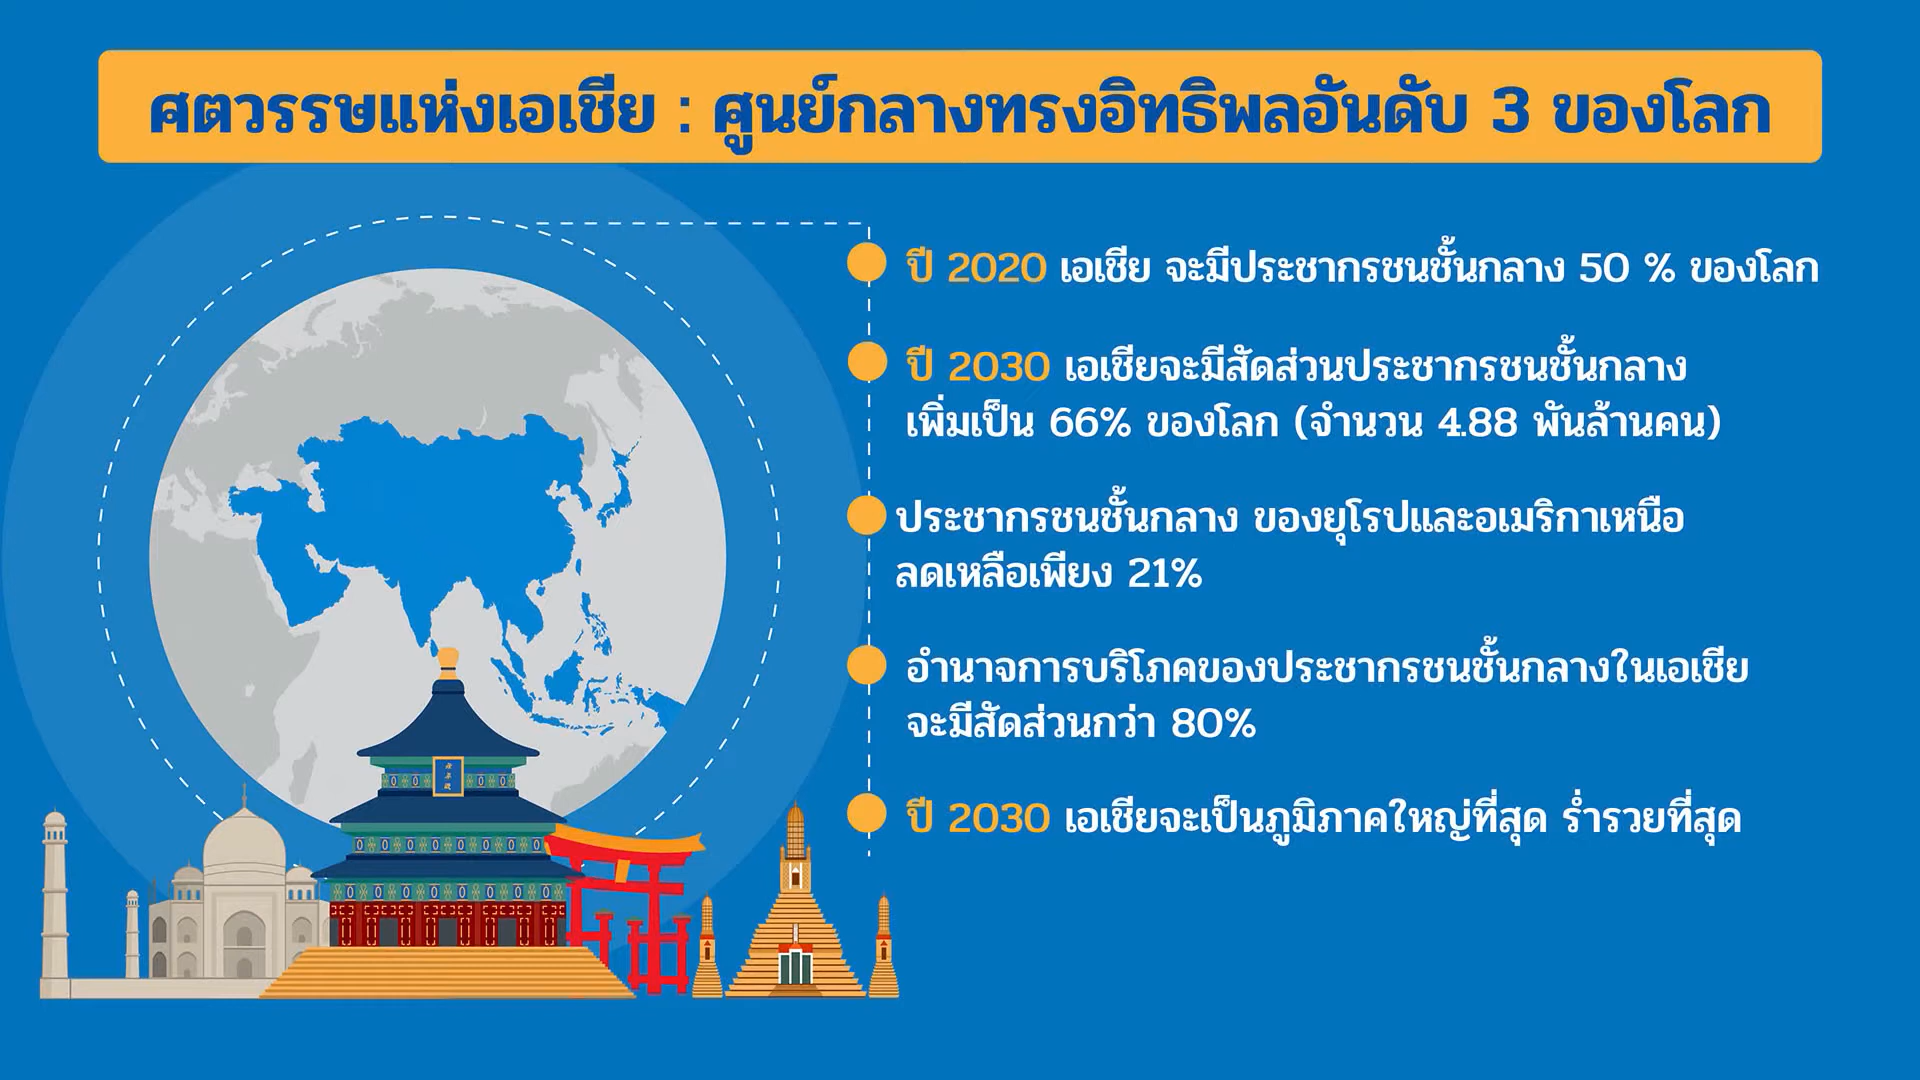 ศตวรรษแห่งเอเชีย : ศูนย์กลางทรงอิทธิพลอันดับ 3 ของโลก
ปี 2020 เอเชีย จะมีประชากรชนชั้นกลาง 50 % ของโลก
ปี 2030 เอเชียจะมีสัดส่วนประชากรชนชั้นกลาง
เพิ่มเป็น 66% ของโลก (จำนวน 4.88 พันล้านคน)
ประชากรชนชั้นกลาง ของยุโรปและอเมริกาเหนือ
ลดเหลือเพียง 21%
อำนาจการบริโภคของประชากรชนชั้นกลางในเอเชีย
จะมีสัดส่วนกว่า 80%
ปี 2030 เอเชียจะเป็นภูมิภาคใหญ่ที่สุด ร่ำรวยที่สุด